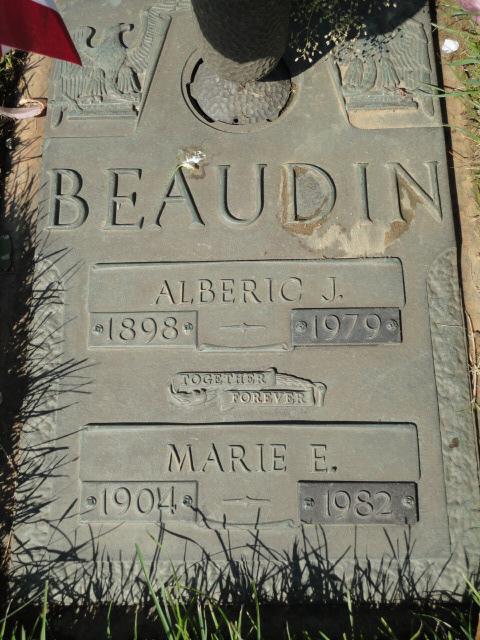 BEAUDIN
ALBERIC J.
1898 1979
TOGETHER
FOREVER
MARIE E.
1904 1982